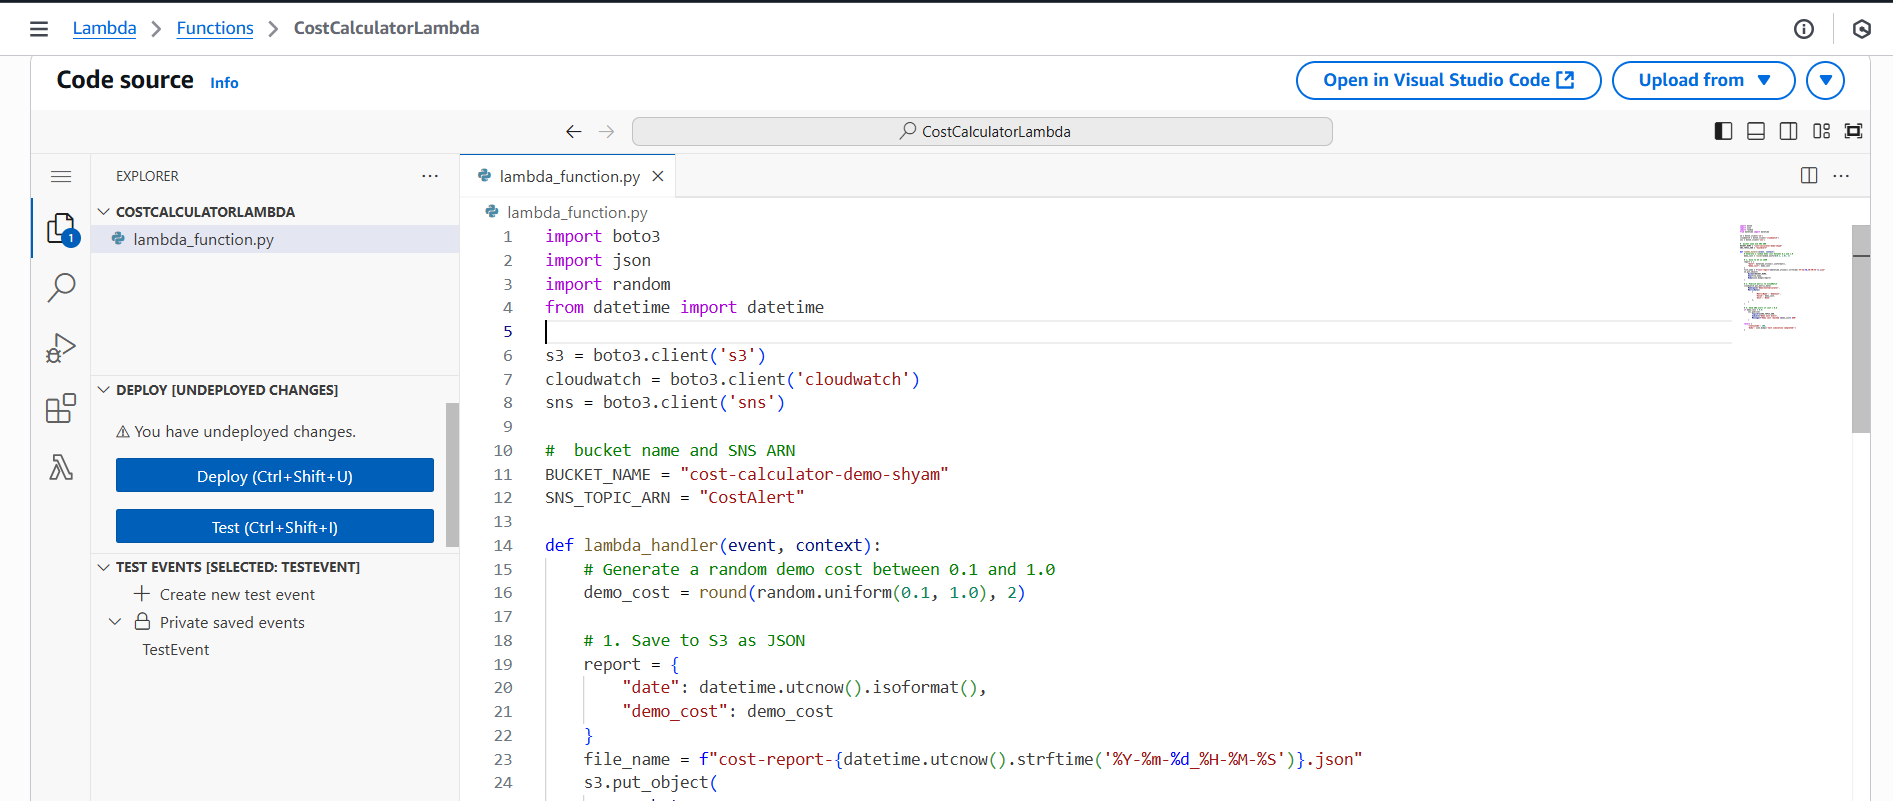 Lambda > Functions > CostCalculatorLambda
Code source Info
Open in Visual Studio Code
Upload from
CostCalculatorLambda
EXPLORER
COSTCALCULATORLAMBDA
lambda_function.py
1
DEPLOY [UNDEPLOYED CHANGES]
You have undeployed changes.
Deploy (Ctrl+Shift+U)
Test (Ctrl+Shift+I)
TEST EVENTS [SELECTED: TESTEVENT]
Create new test event
Private saved events
TestEvent
lambda_function.py
lambda_function.py
1 import boto3
2 import json
3 import random
4 from datetime import datetime
5
6 s3 = boto3.client('s3')
7 cloudwatch = boto3.client('cloudwatch')
8 sns = boto3.client('sns')
9
10 #  bucket name and SNS ARN
11 BUCKET_NAME = "cost-calculator-demo-shyam"
12 SNS_TOPIC_ARN = "CostAlert"
13
14 def lambda_handler(event, context):
15     # Generate a random demo cost between 0.1 and 1.0
16     demo_cost = round(random.uniform(0.1, 1.0), 2)
17
18     # 1. Save to S3 as JSON
19     report = {
20         "date": datetime.utcnow().isoformat(),
21         "demo_cost": demo_cost
22     }
23     file_name = f"cost-report-{datetime.utcnow().strftime('%Y-%m-%d_%H-%M-%S')}.json"
24     s3.put_object(